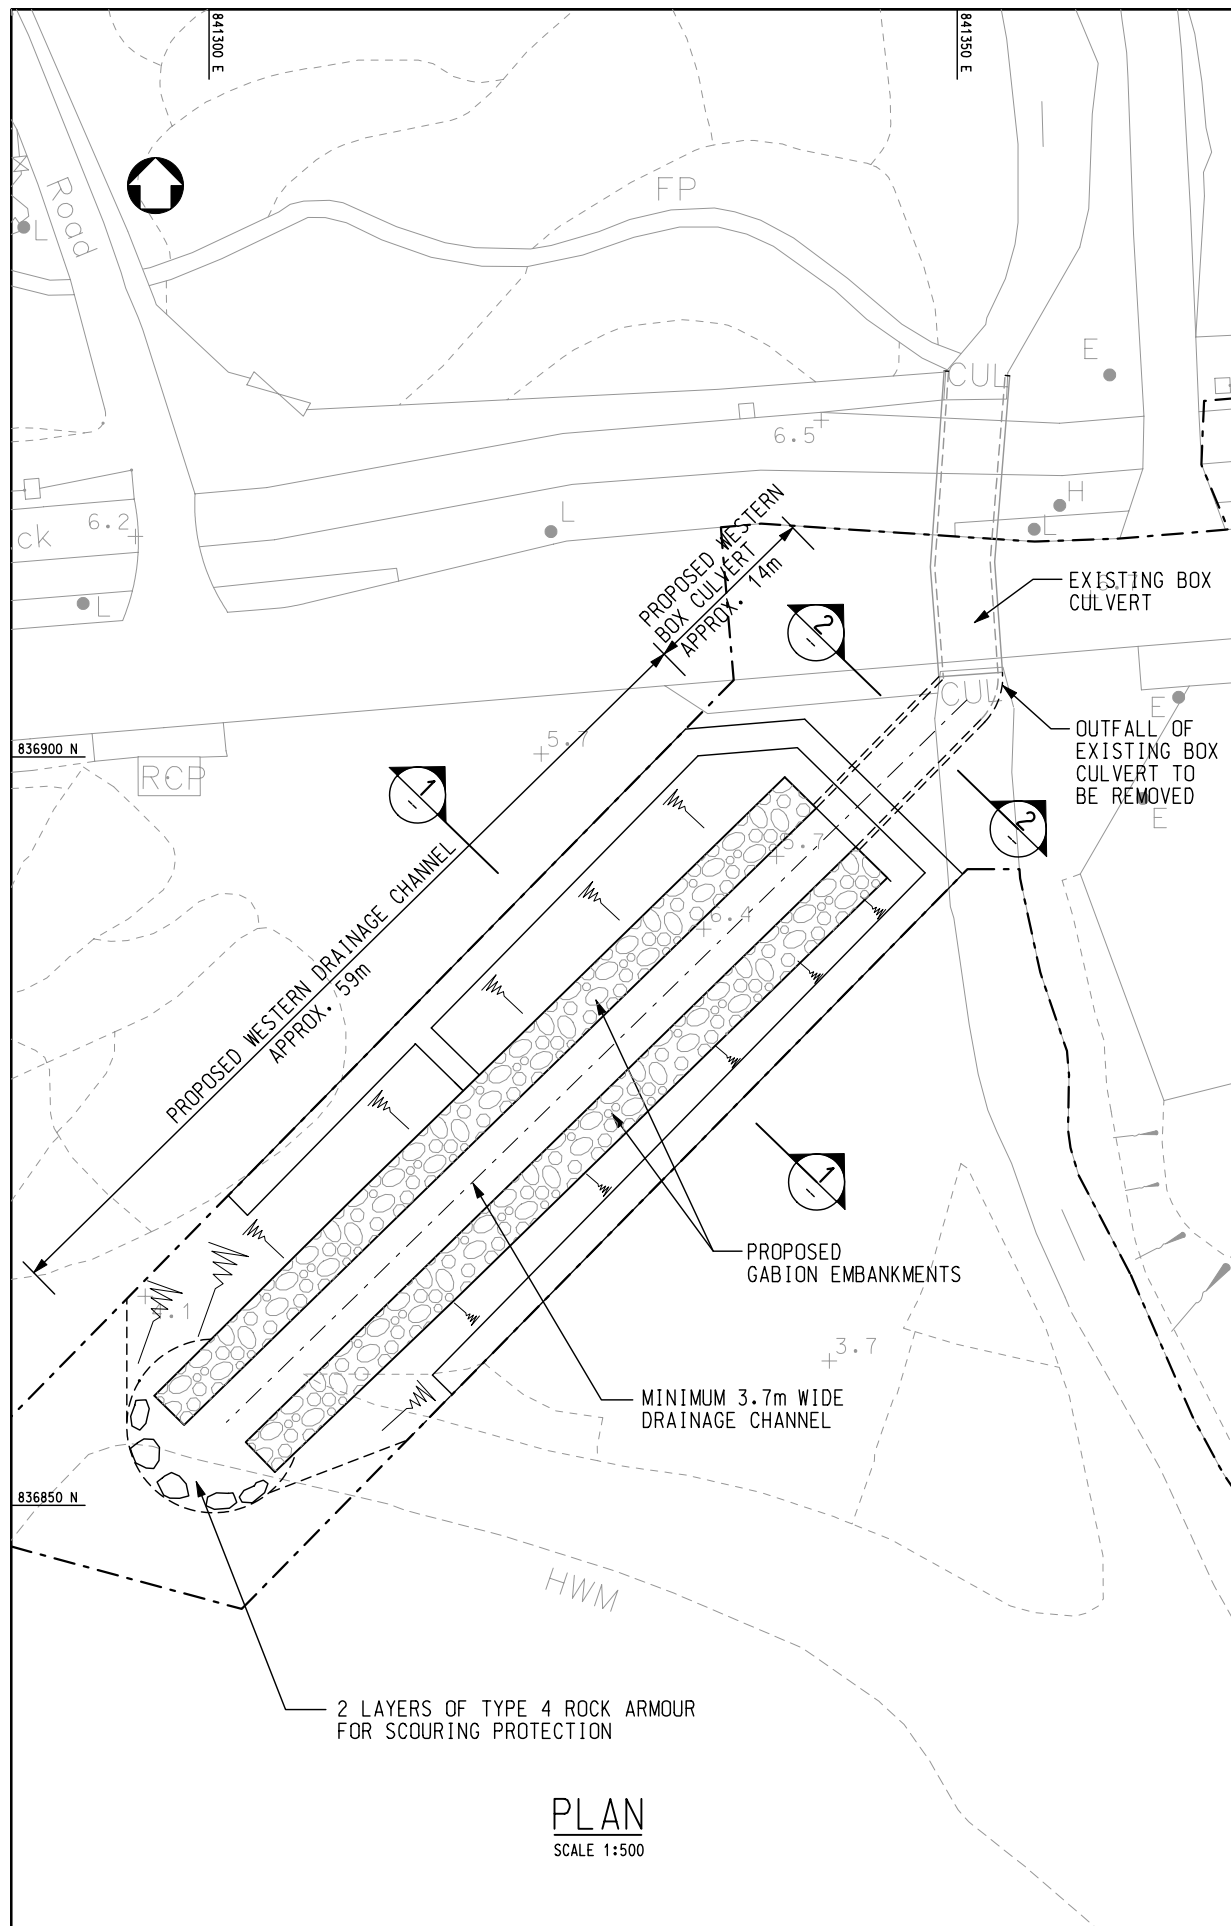 841300 E
841350 E
Road
L
FP
CUL
E
6.5
H
L
L
6.2
ck
L
PROPOSED WESTERN
BOX CULVERT
APPROX. 14m
2
-
EXISTING BOX
CULVERT
CUL
E
OUTFALL OF
EXISTING BOX
CULVERT TO
BE REMOVED
836900 N
RCP
5.7
1
-
2
-
E
5.7
6.4
PROPOSED WESTERN DRAINAGE CHANNEL
APPROX. 59m
1
-
PROPOSED
GABION EMBANKMENTS
3.7
MINIMUM 3.7m WIDE
DRAINAGE CHANNEL
836850 N
HWM
2 LAYERS OF TYPE 4 ROCK ARMOUR
FOR SCOURING PROTECTION
PLAN
SCALE 1:500